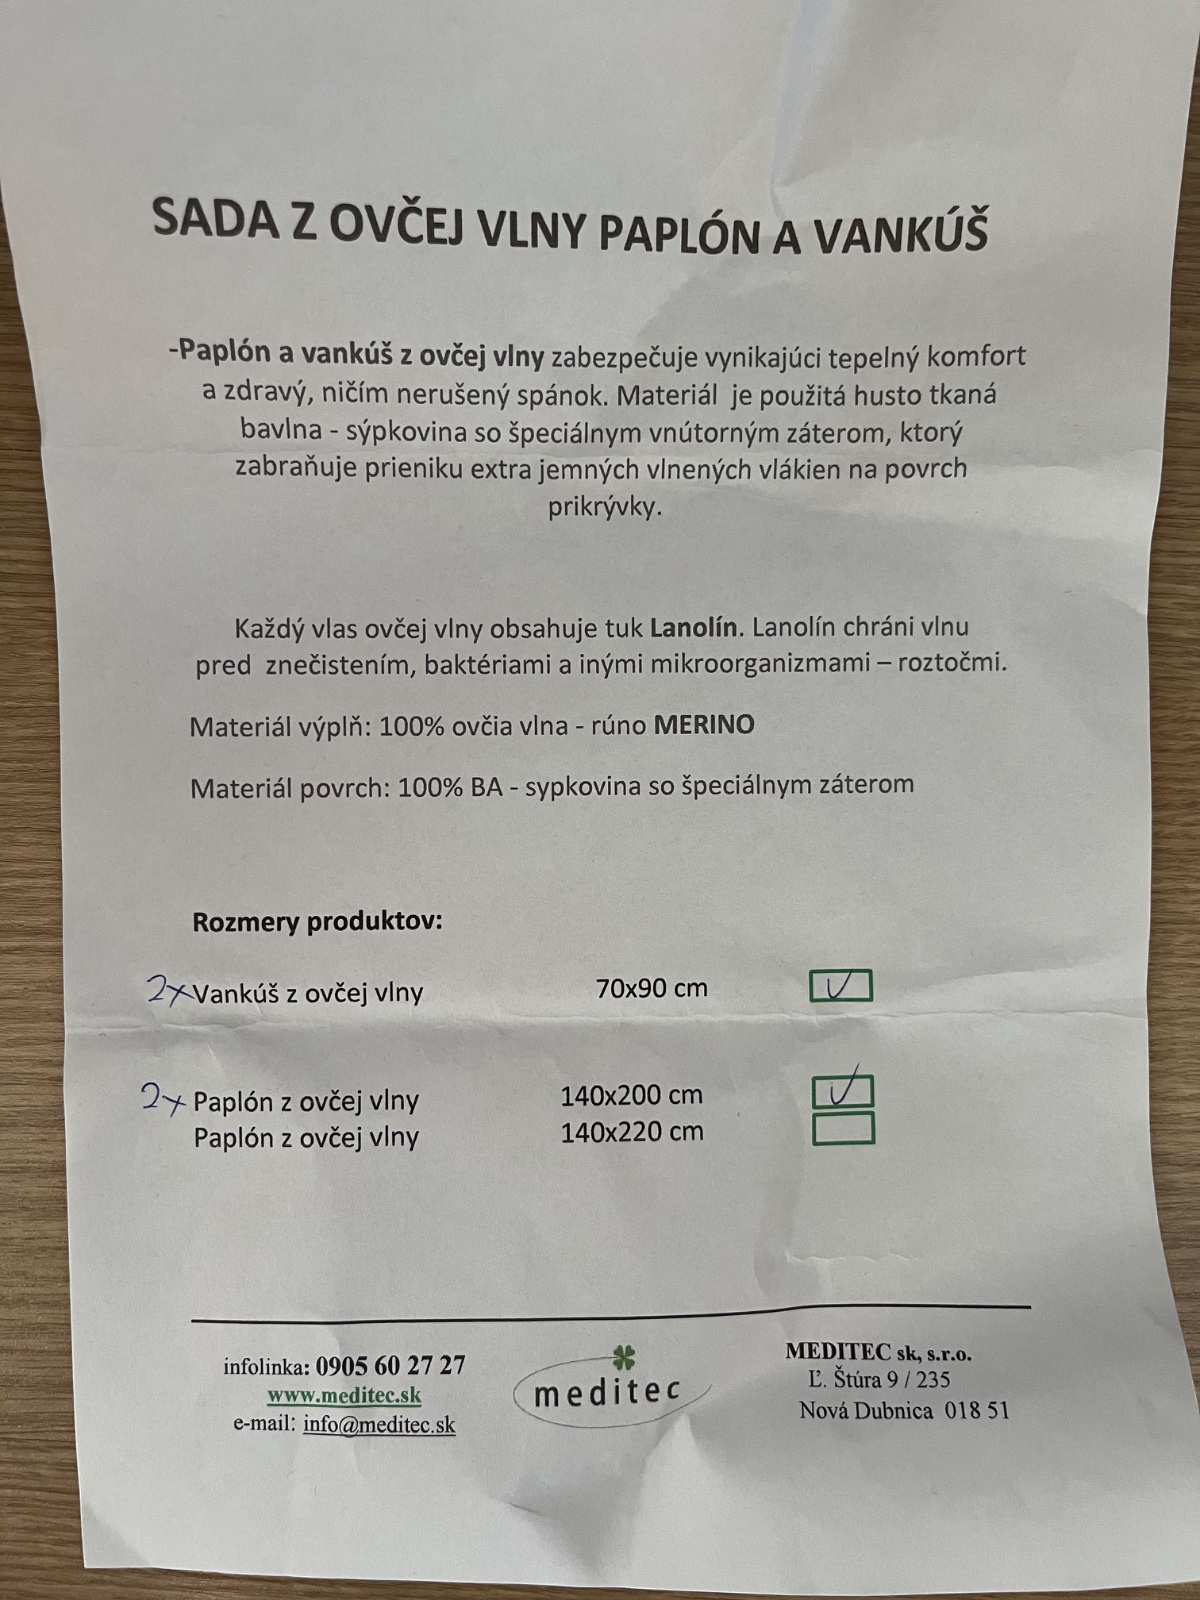 SADA Z OVČEJ VLNY PAPLÓN A VANKÚŠ
-Paplón a vankúš z ovčej vlny zabezpečuje vynikajúci tepelný komfort
a zdravý, ničím nerušený spánok. Materiál je použitá husto tkaná
bavlna - sýpkovina so špeciálnym vnútorným záterom, ktorý
zabraňuje prieniku extra jemných vlnených vlákien na povrch
prikrývky.
Každý vlas ovčej vlny obsahuje tuk Lanolín. Lanolín chráni vlnu
pred znečistením, baktériami a inými mikroorganizmami – roztočmi.
Materiál výplň: 100% ovčia vlna - rúno MERINO
Materiál povrch: 100% BA - sypkovina so špeciálnym záterom
Rozmery produktov:
2x Vankúš z ovčej vlny 70x90 cm ✓
2x Paplón z ovčej vlny 140x200 cm ✓
Paplón z ovčej vlny 140x220 cm
infolinka: 0905 60 27 27
www.meditec.sk
e-mail: info@meditec.sk
meditec
MEDITEC sk, s.r.o.
Ľ. Štúra 9 / 235
Nová Dubnica 018 51